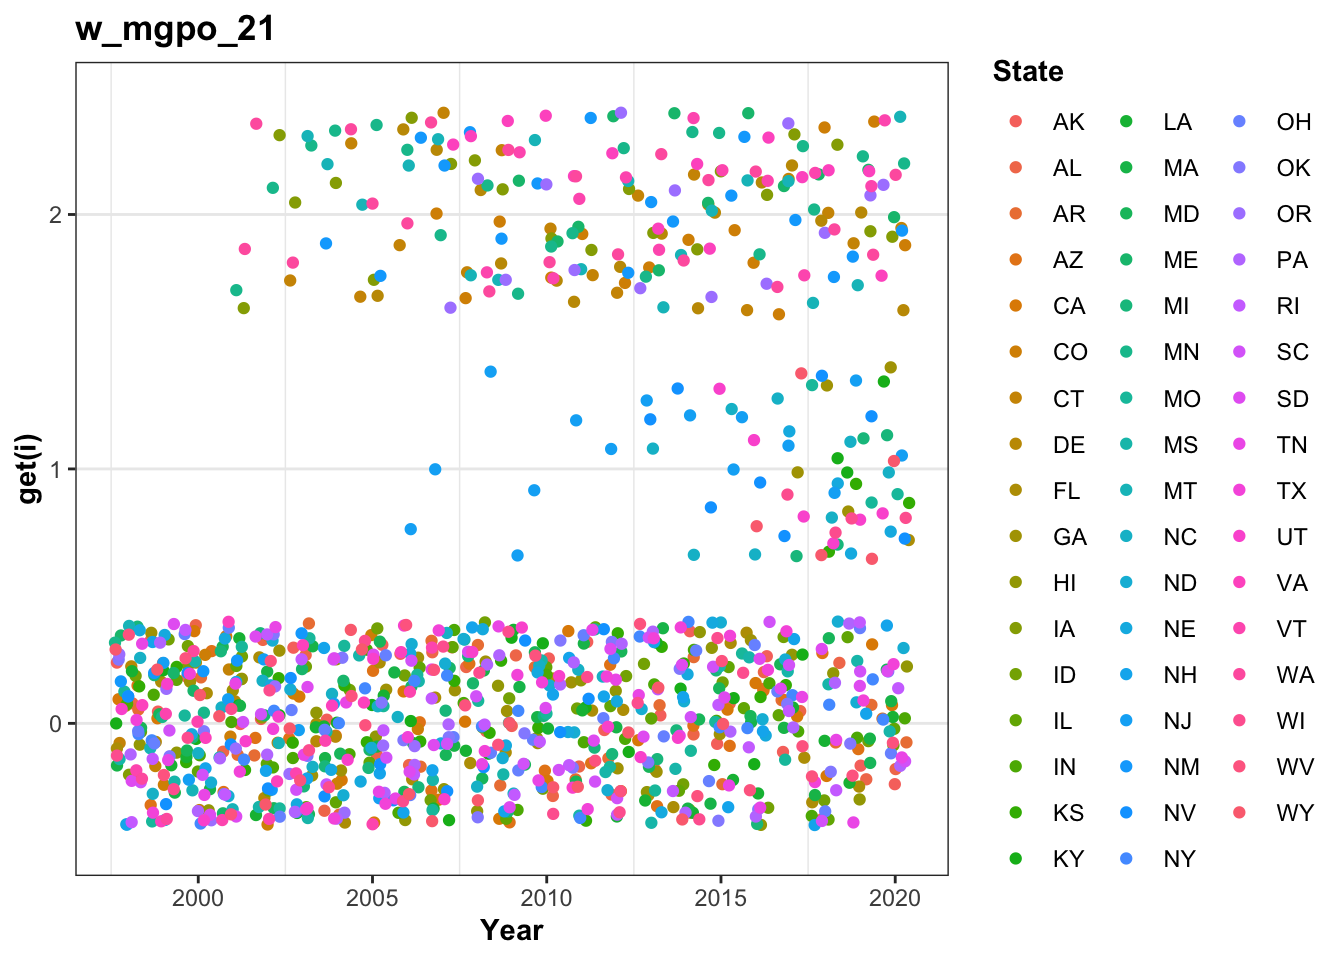 w_mgpo_21
State
AK LA OH
AL MA OK
AR MD OR
AZ ME PA
CA MI RI
CO MN SC
CT MO SD
DE MS TN
FL MT TX
GA NC UT
HI ND VA
IA NE VT
ID NH WA
IL NJ WI
IN NM WV
KS NV WY
KY NY
get(i)
2
1
0
2000 2005 2010 2015 2020
Year